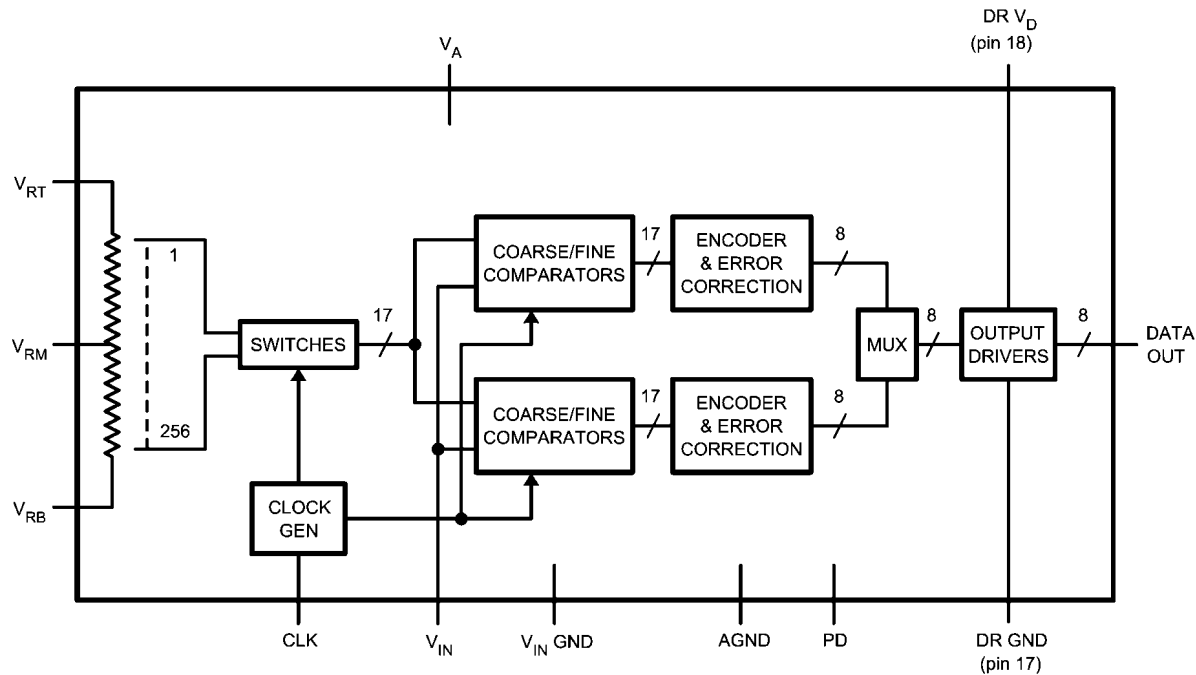 DR V_D
(pin 18)
V_A
V_RT
1
17
ENCODER
& ERROR
CORRECTION
8
COARSE/FINE
COMPARATORS
17
SWITCHES
V_RM
MUX
8
OUTPUT
DRIVERS
8
DATA
OUT
256
COARSE/FINE
COMPARATORS
17
ENCODER
& ERROR
CORRECTION
8
V_RB
CLOCK
GEN
CLK
V_IN
V_IN GND
AGND
PD
DR GND
(pin 17)